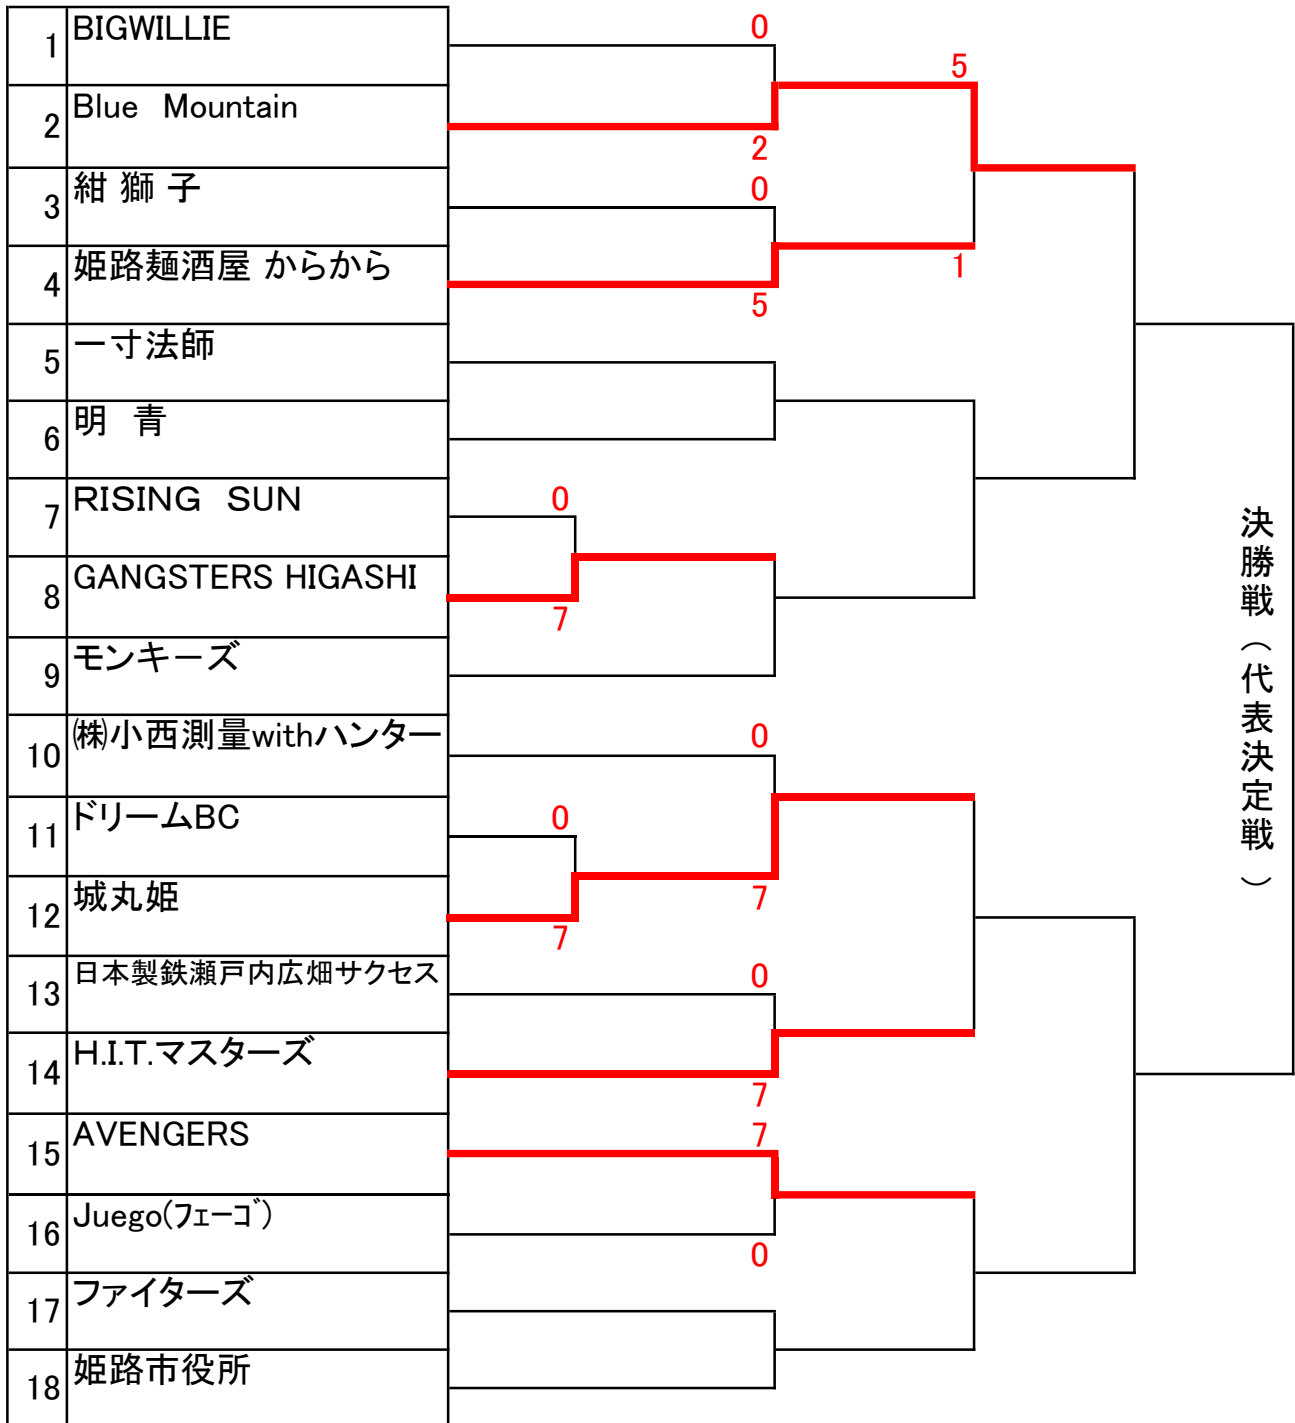 1 BIGWILLIE
0
5
2 Blue　Mountain
2
3 紺 獅 子
0
4 姫路麺酒屋 からから
1
5
5 一寸法師
6 明　青
7 RISING　SUN
0
8 GANGSTERS HIGASHI
7
9 モンキーズ
10 ㈱小西測量withハンター
0
11 ドリームBC
0
12 城丸姫
7
7
13 日本製鉄瀬戸内広畑サクセス
0
14 H.I.T.マスターズ
7
15 AVENGERS
7
16 Juego(ﾌｪｰｺﾞ)
0
17 ファイターズ
18 姫路市役所
決勝戦（代表決定戦）